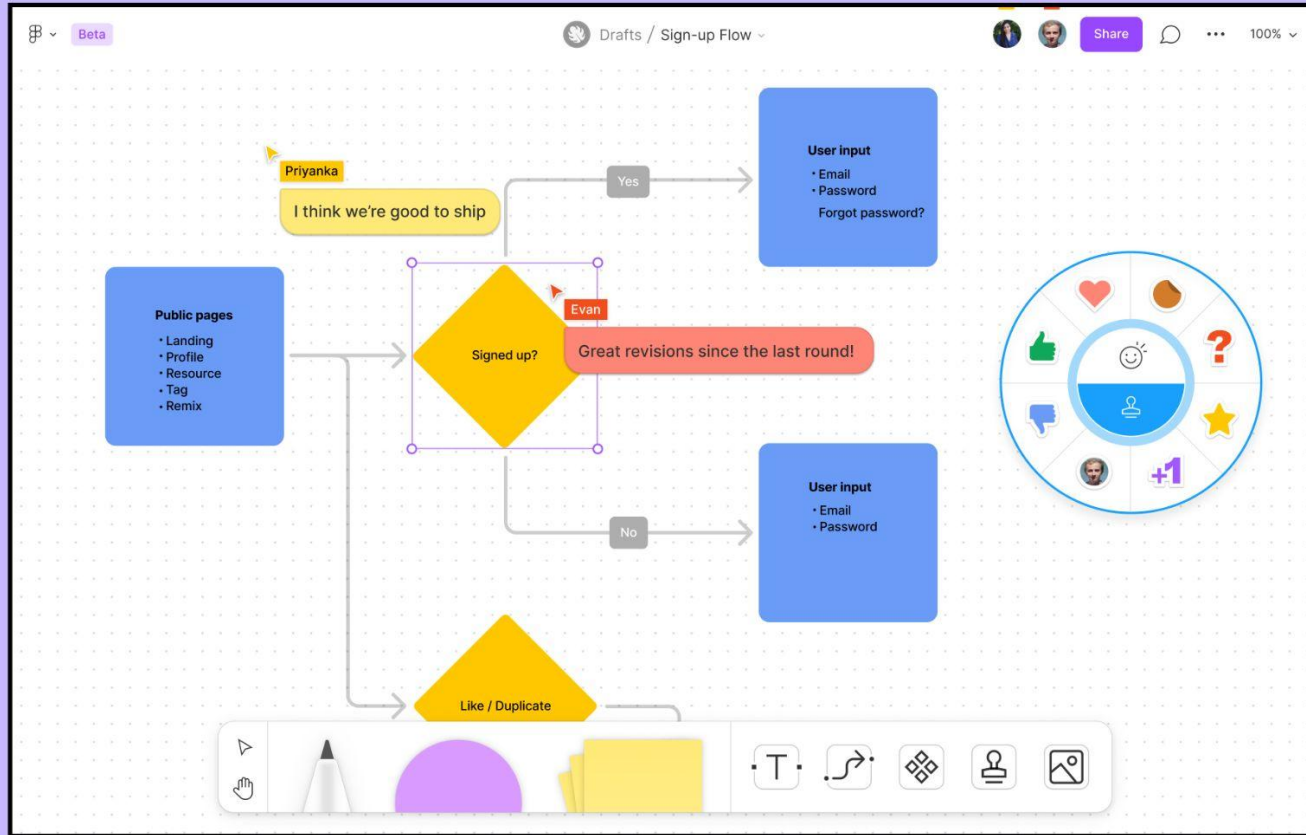 Beta
Drafts / Sign-up Flow
Share
100%
Priyanka
I think we’re good to ship
Yes
User input
• Email
• Password
Forgot password?
Public pages
• Landing
• Profile
• Resource
• Tag
• Remix
Signed up?
Evan
Great revisions since the last round!
?
+1
No
User input
• Email
• Password
Like / Duplicate
T